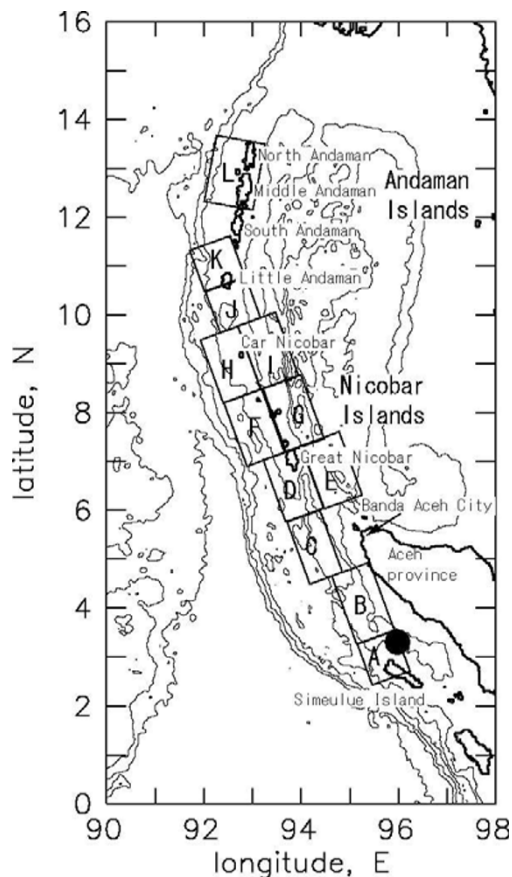 16
14
12
10
8
6
4
2
0
latitude, N
90
92
94
96
98
longitude, E
L
North Andaman
Middle Andaman
Andaman
Islands
South Andaman
K
Little Andaman
J
Car Nicobar
H
I
Nicobar
Islands
F
G
Great Nicobar
D
E
Banda Aceh City
C
Aceh
province
B
A
Simeulue Island